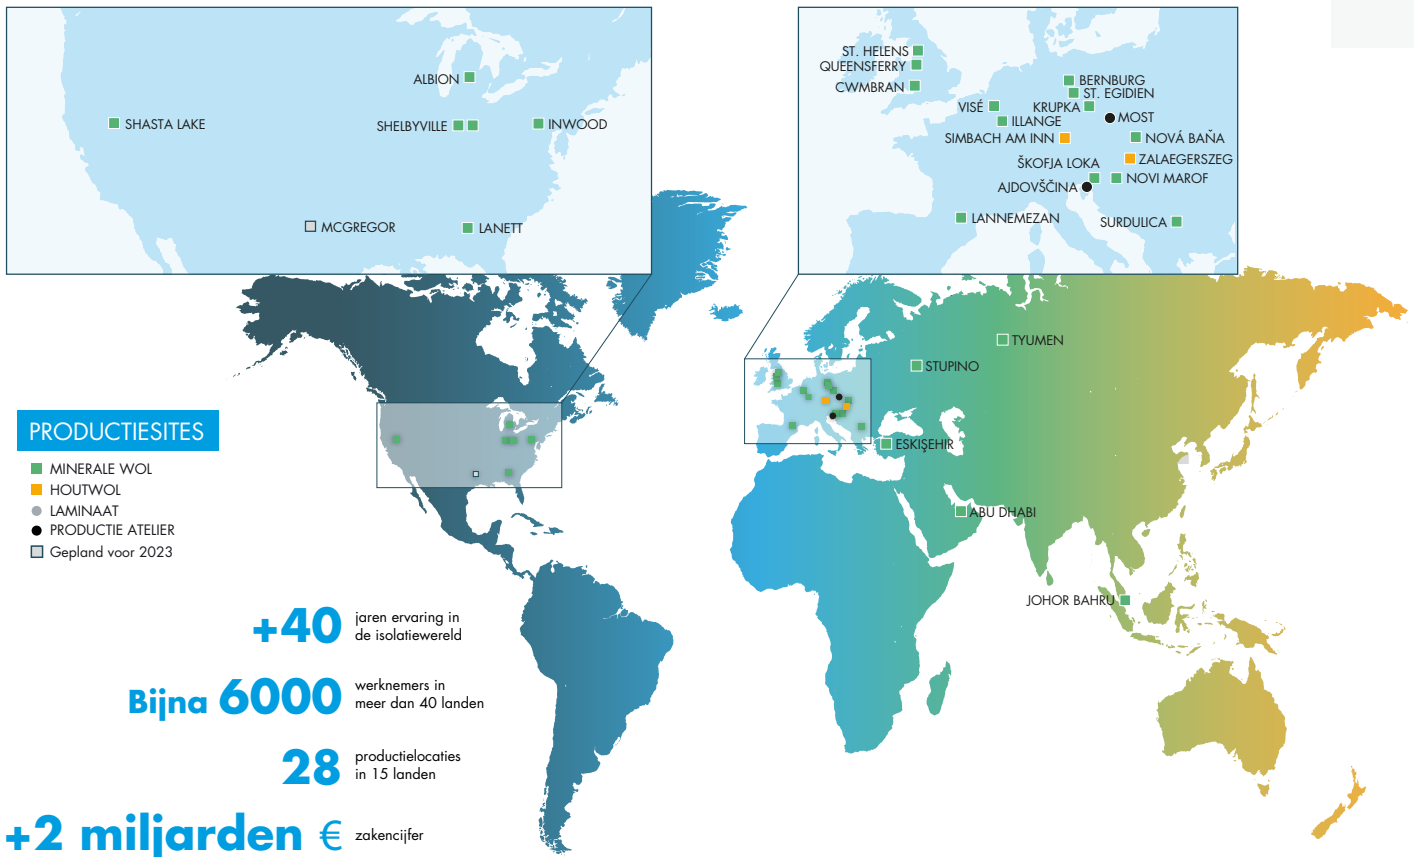 ALBION
SHASTA LAKE
SHELBYVILLE
INWOOD
MCGREGOR
LANETT
ST. HELENS
QUEENSFERRY
CWMBRAN
BERNBURG
ST. EGIDIEN
VISÉ
KRUPKA
ILLANGE
MOST
SIMBACH AM INN
NOVÁ BAŇA
ŠKOFJA LOKA
ZALAEGERSZEG
AJDOVŠČINA
NOVI MAROF
LANNEMEZAN
SURDULICA
TYUMEN
STUPINO
ESKIŞEHIR
ABU DHABI
JOHOR BAHRU
PRODUCTIESITES
MINERALE WOL
HOUTWOL
LAMINAAT
PRODUCTIE ATELIER
Gepland voor 2023
+40 jaren ervaring in
de isolatiewereld
Bijna 6000 werknemers in
meer dan 40 landen
28 productielocaties
in 15 landen
+2 miljarden € zakencijfer